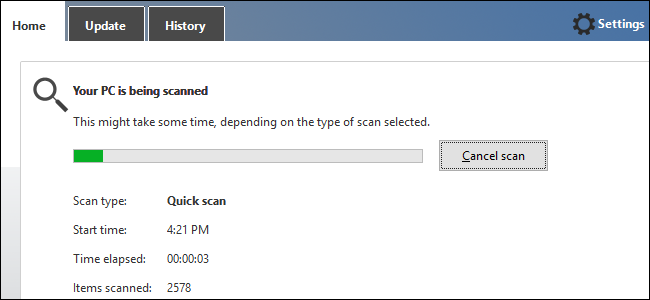 Home Update History Settings
Your PC is being scanned
This might take some time, depending on the type of scan selected.
Cancel scan
Scan type: Quick scan
Start time: 4:21 PM
Time elapsed: 00:00:03
Items scanned: 2578